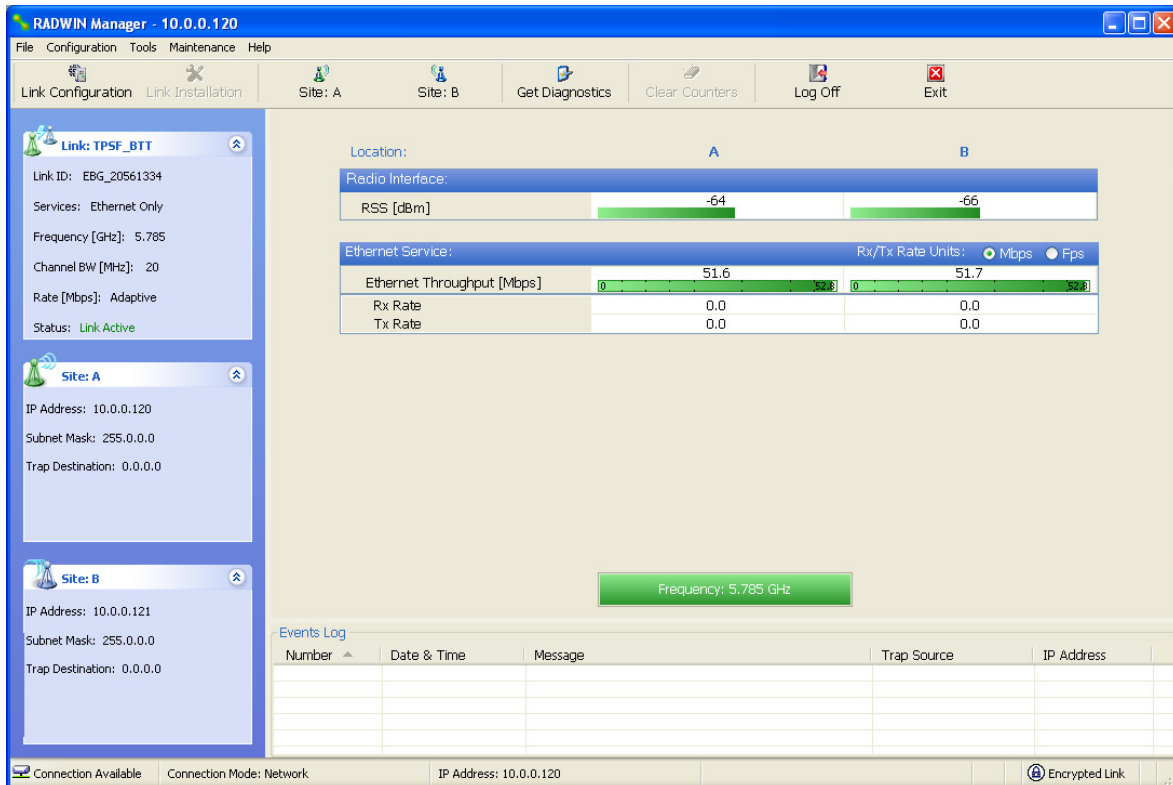 RADWIN Manager - 10.0.0.120
File Configuration Tools Maintenance Help
Link Configuration Link Installation Site: A Site: B Get Diagnostics Clear Counters Log Off Exit
Link: TPSF_BTT
Link ID: EBG_20561334
Services: Ethernet Only
Frequency [GHz]: 5.785
Channel BW [MHz]: 20
Rate [Mbps]: Adaptive
Status: Link Active
Site: A
IP Address: 10.0.0.120
Subnet Mask: 255.0.0.0
Trap Destination: 0.0.0.0
Site: B
IP Address: 10.0.0.121
Subnet Mask: 255.0.0.0
Trap Destination: 0.0.0.0
Location: A B
Radio Interface:
RSS [dBm] -64 -66
Ethernet Service: Rx/Tx Rate Units: Mbps Fps
Ethernet Throughput [Mbps] 51.6 51.7
0 52.8 0 52.8
Rx Rate 0.0 0.0
Tx Rate 0.0 0.0
Frequency: 5.785 GHz
Events Log
Number Date & Time Message Trap Source IP Address
Connection Available Connection Mode: Network IP Address: 10.0.0.120 Encrypted Link